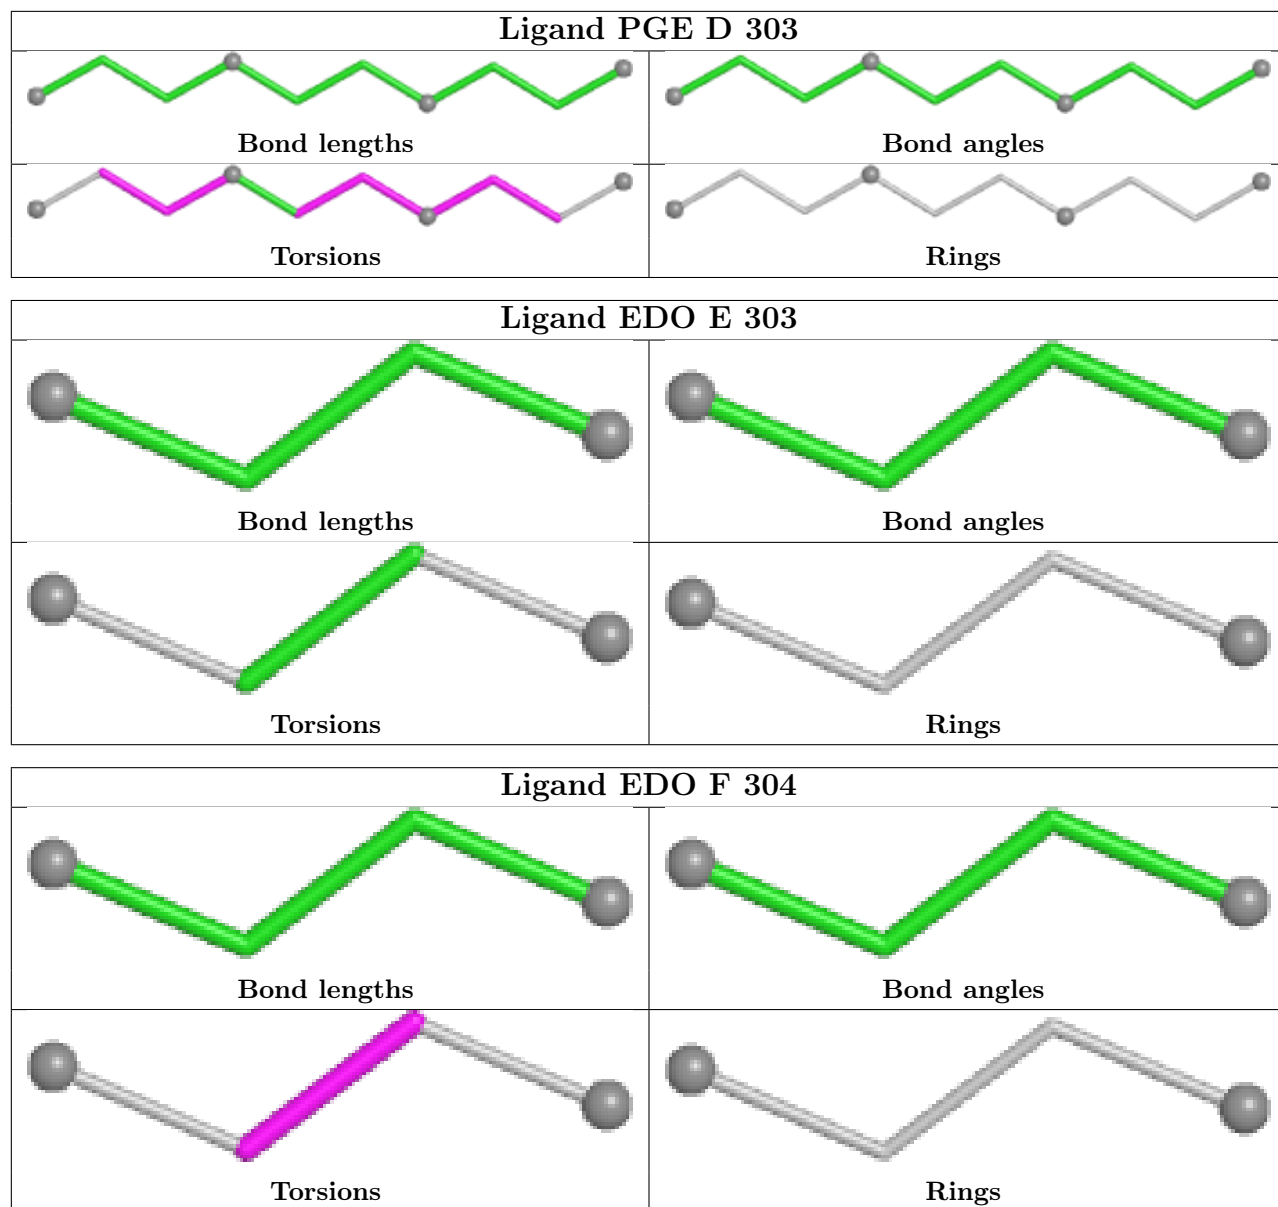 Ligand PGE D 303
Bond lengths Bond angles
Torsions Rings
Ligand EDO E 303
Bond lengths Bond angles
Torsions Rings
Ligand EDO F 304
Bond lengths Bond angles
Torsions Rings